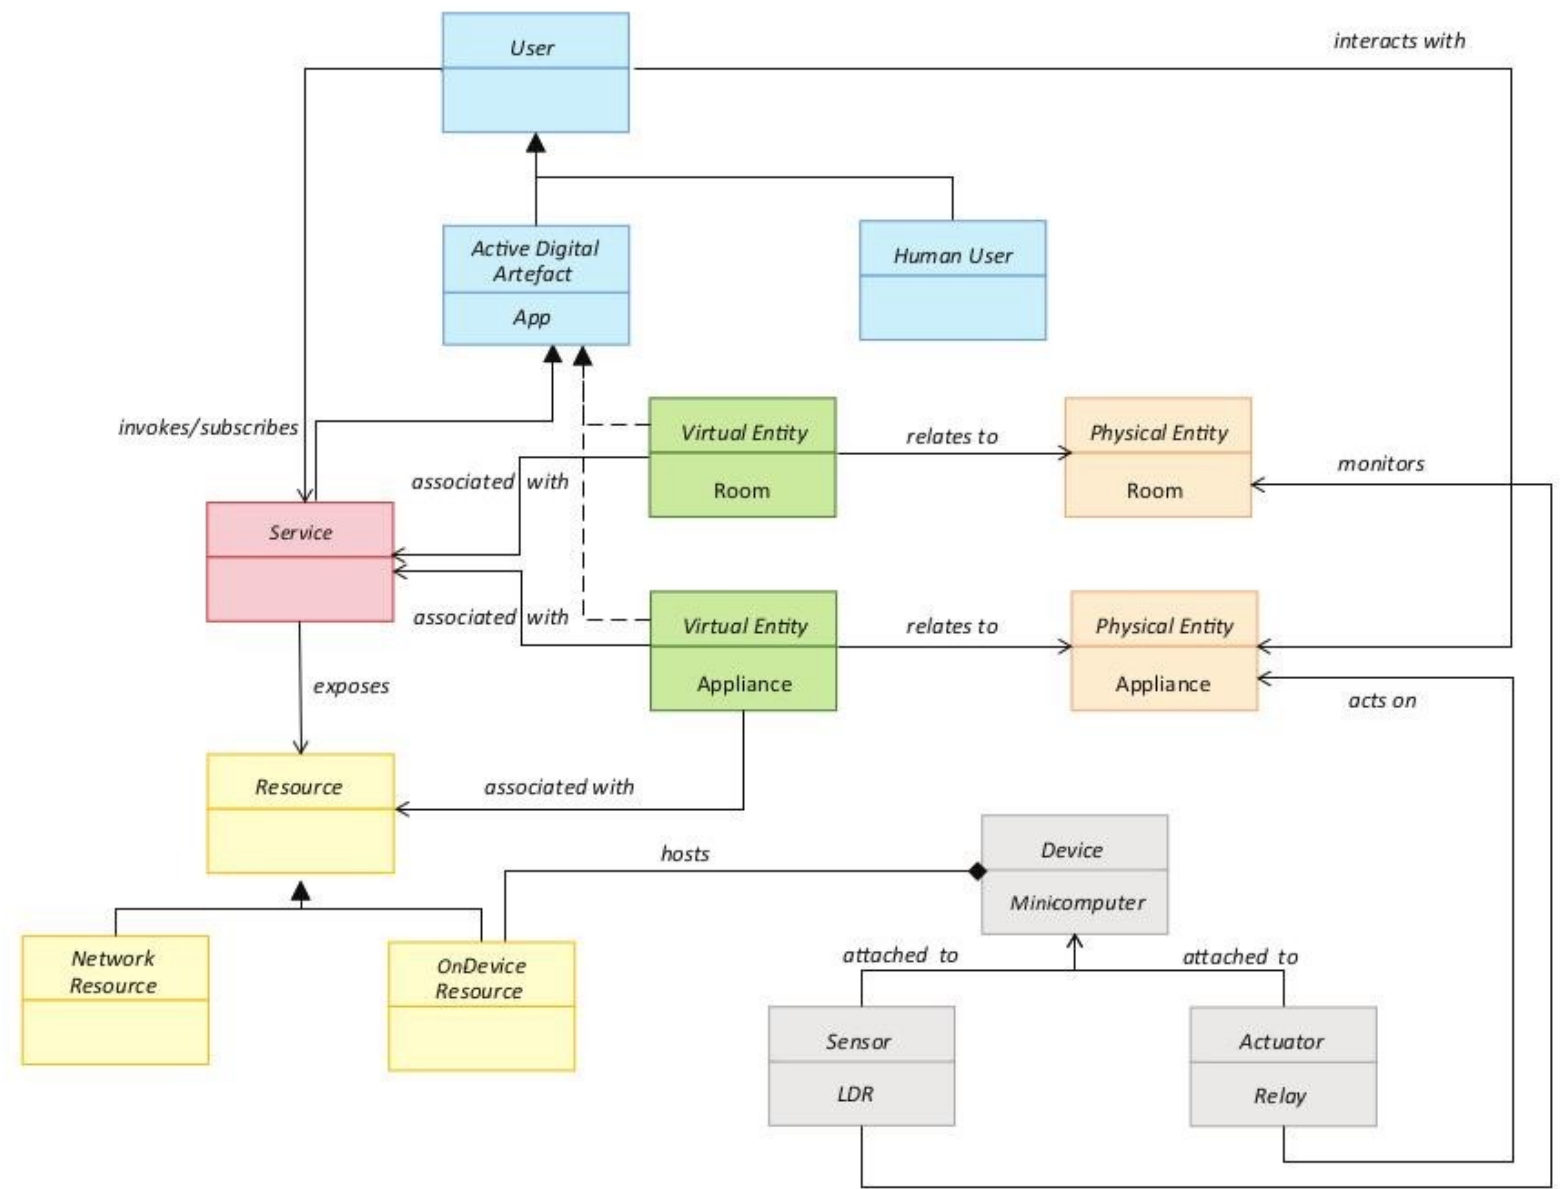 User
interacts with
Active Digital
Artefact
App
Human User
invokes/subscribes
Virtual Entity
Room
relates to
Physical Entity
Room
monitors
associated with
Service
associated with
Virtual Entity
Appliance
relates to
Physical Entity
Appliance
acts on
exposes
Resource
associated with
hosts
Device
Minicomputer
attached to
attached to
Network
Resource
OnDevice
Resource
Sensor
LDR
Actuator
Relay